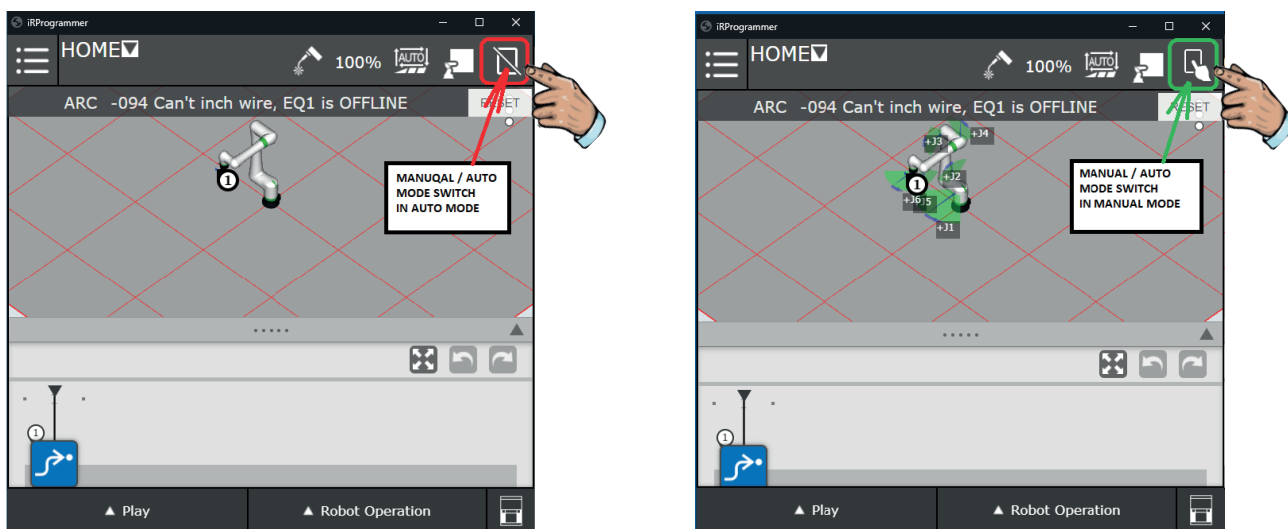 iRProgrammer
HOME
100%
AUTO
ARC -094 Can't inch wire, EQ1 is OFFLINE
RESET
1
MANUQAL / AUTO
MODE SWITCH
IN AUTO MODE
1
Play
Robot Operation
iRProgrammer
HOME
100%
AUTO
ARC -094 Can't inch wire, EQ1 is OFFLINE
RESET
+J3
+J4
+J2
1
+J6
J5
+J1
MANUAL / AUTO
MODE SWITCH
IN MANUAL MODE
1
Play
Robot Operation